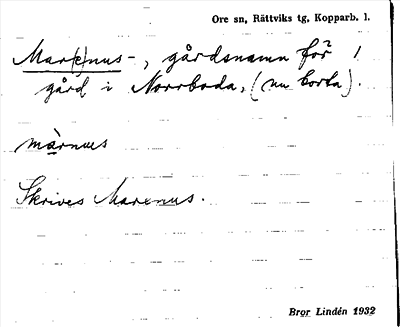 Ore sn, Rättviks tg, Kopparb. l.
Mar(e)nus-, gårdsnamn för 1
gård i Norrboda, (nu borta).
màrnus
Skrives Marenus.
Bror Lindén 1932